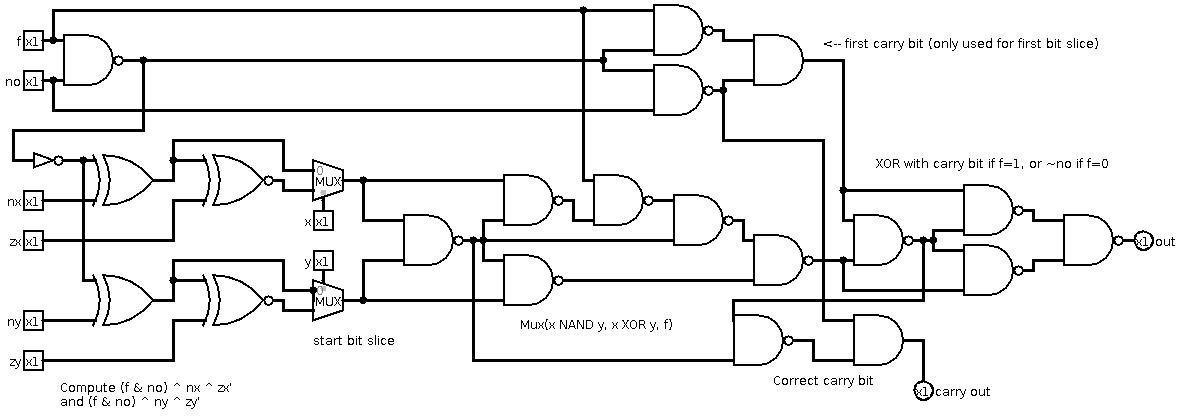 f x1
<-- first carry bit (only used for first bit slice)
no x1
XOR with carry bit if f=1, or ~no if f=0
0
MUX
nx x1
x x1
zx x1
x1 out
y x1
0
MUX
ny x1
Mux(x NAND y, x XOR y, f)
start bit slice
zy x1
Correct carry bit
Compute (f & no) ^ nx ^ zx'
and (f & no) ^ ny ^ zy'
x1 carry out